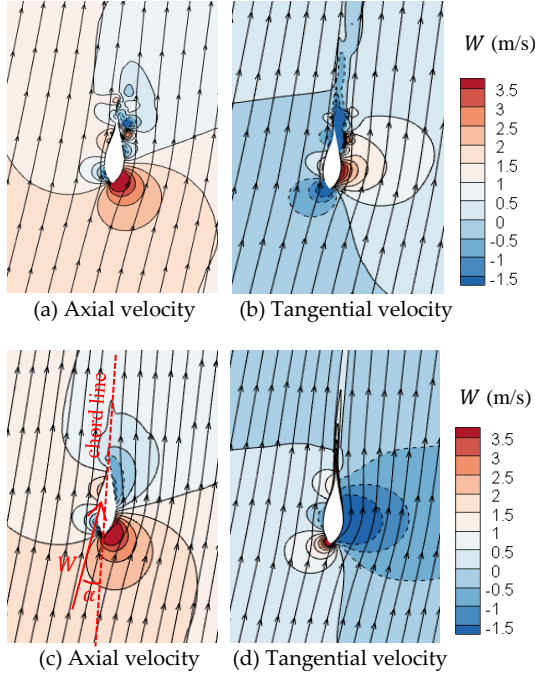 W (m/s)
3.5
3
2.5
2
1.5
1
0.5
0
-0.5
-1
-1.5
(a) Axial velocity
(b) Tangential velocity
chord line
W
α
W (m/s)
3.5
3
2.5
2
1.5
1
0.5
0
-0.5
-1
-1.5
(c) Axial velocity
(d) Tangential velocity